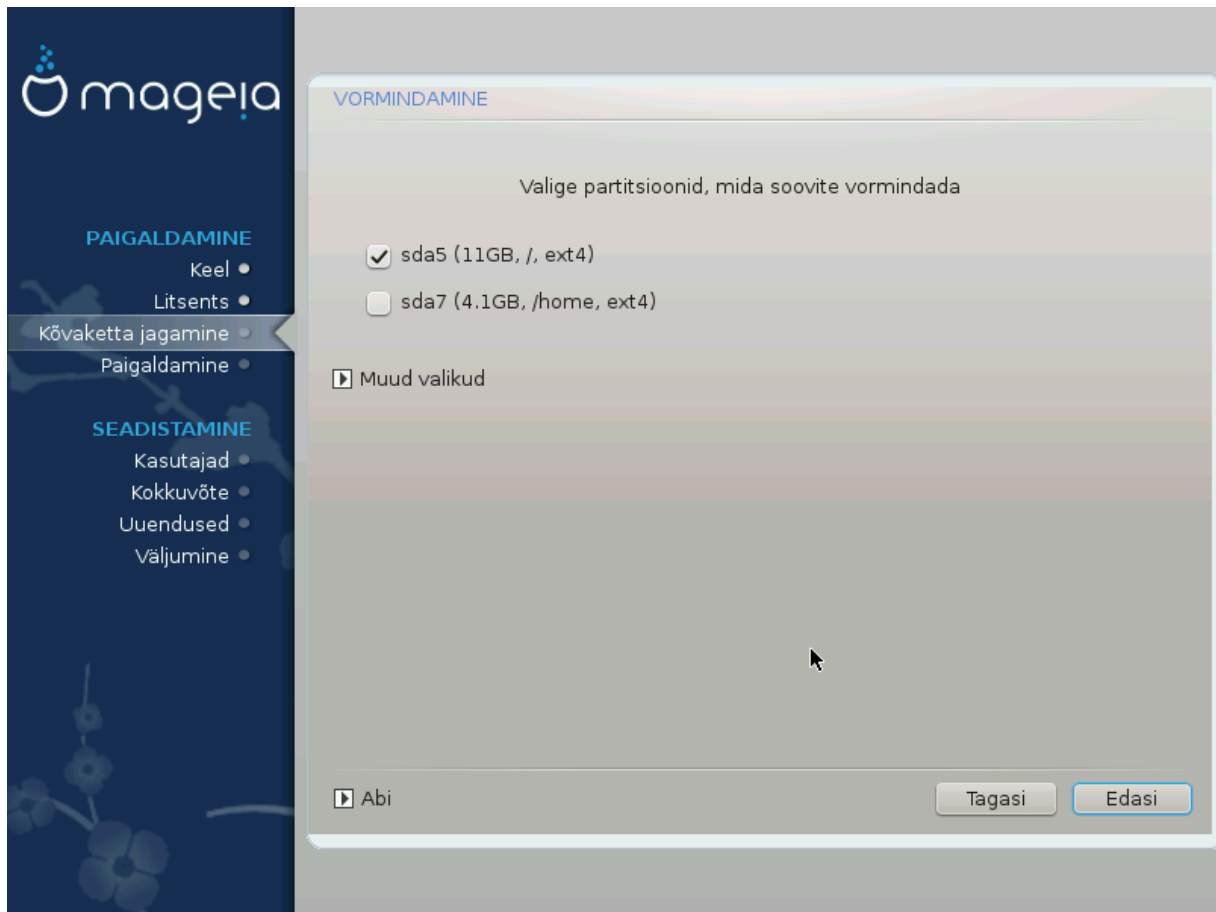 mageia
PAIGALDAMINE
Keel
Litsents
Kõvaketta jagamine
Paigaldamine
SEADISTAMINE
Kasutajad
Kokkuvõte
Uuendused
Väljumine
VORMINDAMINE
Valige partitsioonid, mida soovite vormindada
sda5 (11GB, /, ext4)
sda7 (4.1GB, /home, ext4)
Muud valikud
Abi
Tagasi
Edasi